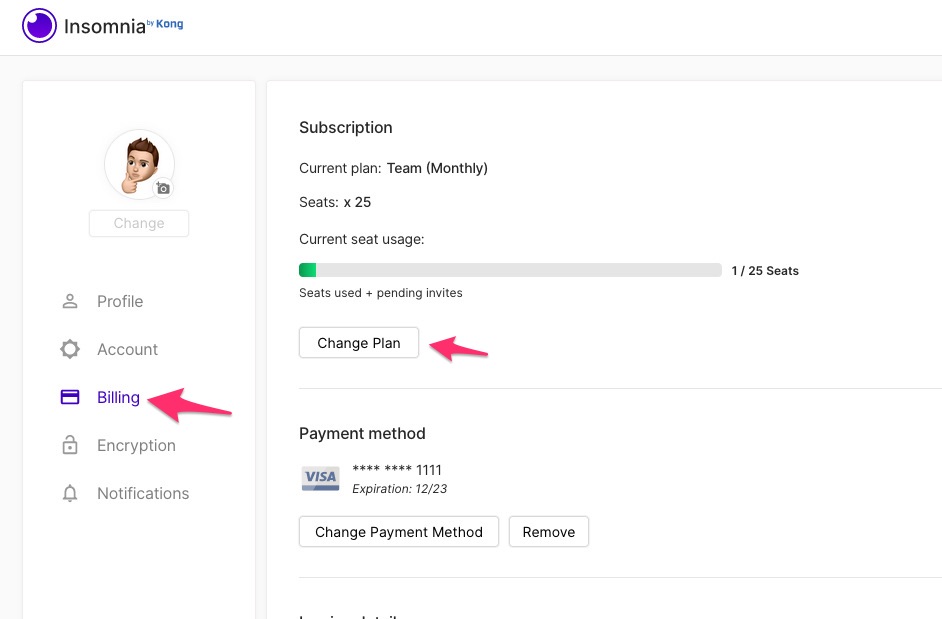 Insomnia by Kong
Change
Profile
Account
Billing
Encryption
Notifications
Subscription
Current plan: Team (Monthly)
Seats: x 25
Current seat usage:
1 / 25 Seats
Seats used + pending invites
Change Plan
Payment method
VISA
**** **** 1111
Expiration: 12/23
Change Payment Method
Remove